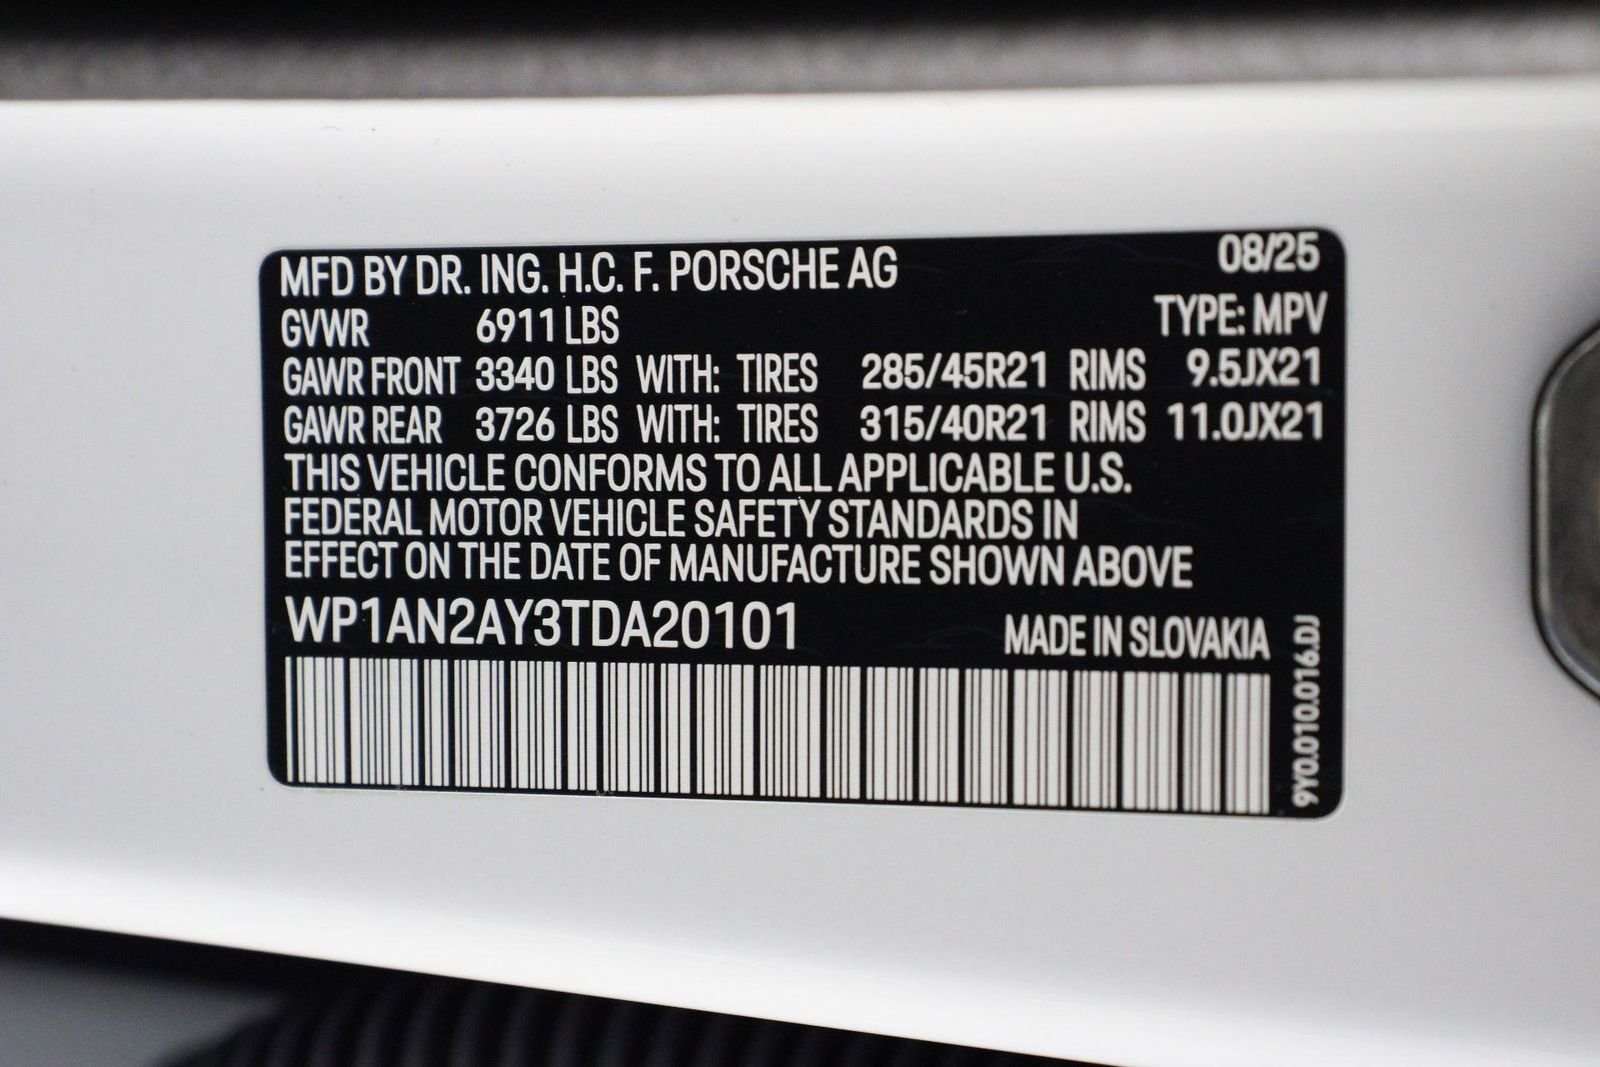 MFD BY DR. ING. H.C. F. PORSCHE AG 08/25
GVWR 6911 LBS TYPE: MPV
GAWR FRONT 3340 LBS WITH: TIRES 285/45R21 RIMS 9.5JX21
GAWR REAR 3726 LBS WITH: TIRES 315/40R21 RIMS 11.0JX21
THIS VEHICLE CONFORMS TO ALL APPLICABLE U.S.
FEDERAL MOTOR VEHICLE SAFETY STANDARDS IN
EFFECT ON THE DATE OF MANUFACTURE SHOWN ABOVE
WP1AN2AY3TDA20101 MADE IN SLOVAKIA
9Y0.010.016.DJ